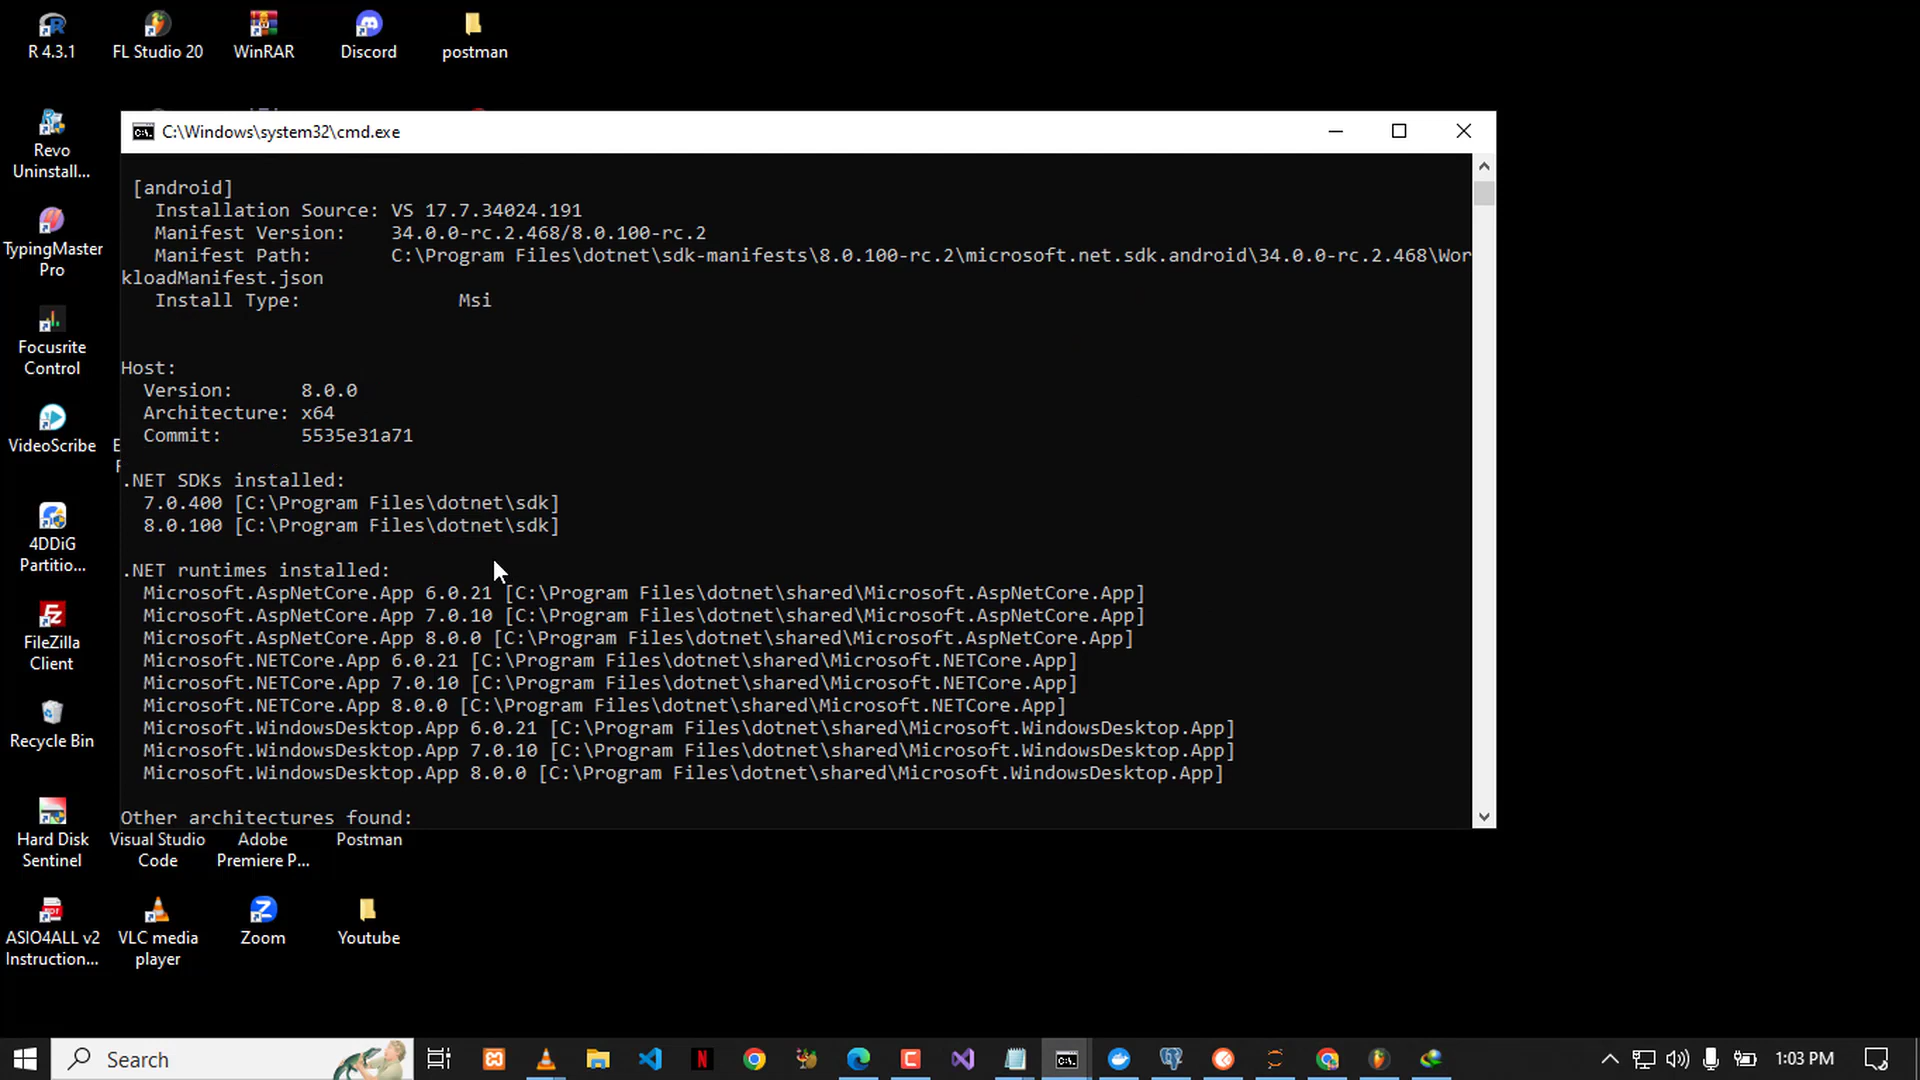 R 4.3.1
FL Studio 20
WinRAR
Discord
postman
Revo
Uninstall...
TypingMaster
Pro
Focusrite
Control
VideoScribe
4DDiG
Partitio...
FileZilla
Client
Recycle Bin
Hard Disk
Sentinel
Visual Studio
Code
Adobe
Premiere P...
Postman
ASIO4ALL v2
Instruction...
VLC media
player
Zoom
Youtube
C:\Windows\system32\cmd.exe
[android]
Installation Source: VS 17.7.34024.191
Manifest Version: 34.0.0-rc.2.468/8.0.100-rc.2
Manifest Path: C:\Program Files\dotnet\sdk-manifests\8.0.100-rc.2\microsoft.net.sdk.android\34.0.0-rc.2.468\Wor
kloadManifest.json
Install Type: Msi
Host:
Version: 8.0.0
Architecture: x64
Commit: 5535e31a71
.NET SDKs installed:
7.0.400 [C:\Program Files\dotnet\sdk]
8.0.100 [C:\Program Files\dotnet\sdk]
.NET runtimes installed:
Microsoft.AspNetCore.App 6.0.21 [C:\Program Files\dotnet\shared\Microsoft.AspNetCore.App]
Microsoft.AspNetCore.App 7.0.10 [C:\Program Files\dotnet\shared\Microsoft.AspNetCore.App]
Microsoft.AspNetCore.App 8.0.0 [C:\Program Files\dotnet\shared\Microsoft.AspNetCore.App]
Microsoft.NETCore.App 6.0.21 [C:\Program Files\dotnet\shared\Microsoft.NETCore.App]
Microsoft.NETCore.App 7.0.10 [C:\Program Files\dotnet\shared\Microsoft.NETCore.App]
Microsoft.NETCore.App 8.0.0 [C:\Program Files\dotnet\shared\Microsoft.NETCore.App]
Microsoft.WindowsDesktop.App 6.0.21 [C:\Program Files\dotnet\shared\Microsoft.WindowsDesktop.App]
Microsoft.WindowsDesktop.App 7.0.10 [C:\Program Files\dotnet\shared\Microsoft.WindowsDesktop.App]
Microsoft.WindowsDesktop.App 8.0.0 [C:\Program Files\dotnet\shared\Microsoft.WindowsDesktop.App]
Other architectures found:
Search
1:03 PM